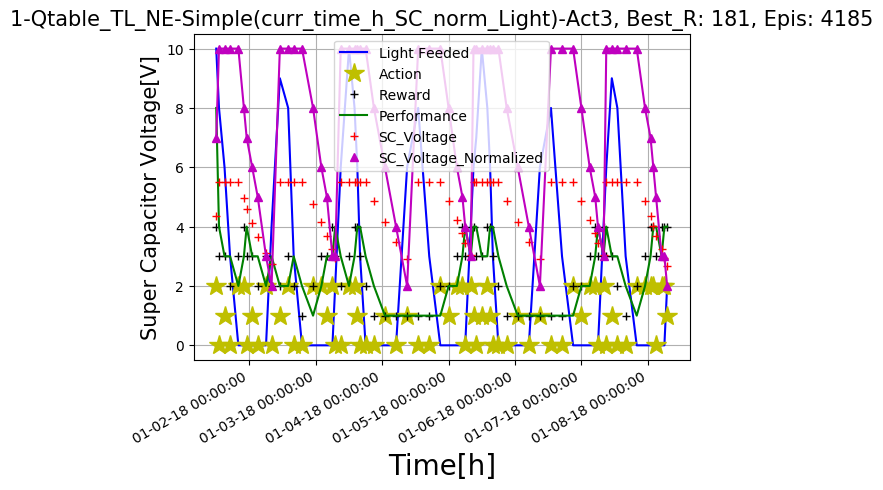 1-Qtable_TL_NE-Simple(curr_time_h_SC_norm_Light)-Act3, Best_R: 181, Epis: 4185
Super Capacitor Voltage[V]
10
8
6
4
2
0
Light Feeded
Action
Reward
Performance
SC_Voltage
SC_Voltage_Normalized
01-02-18 00:00:00
01-03-18 00:00:00
01-04-18 00:00:00
01-05-18 00:00:00
01-06-18 00:00:00
01-07-18 00:00:00
01-08-18 00:00:00
Time[h]